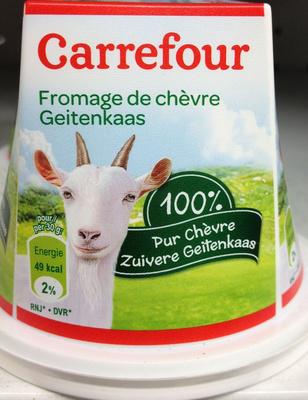 Carrefour
Fromage de chèvre
Geitenkaas
100%
Pur Chèvre
Zuivere Geitenkaas
pour/
per 30 g:
Energie
49 kcal
2%
RNJ* • DVR*